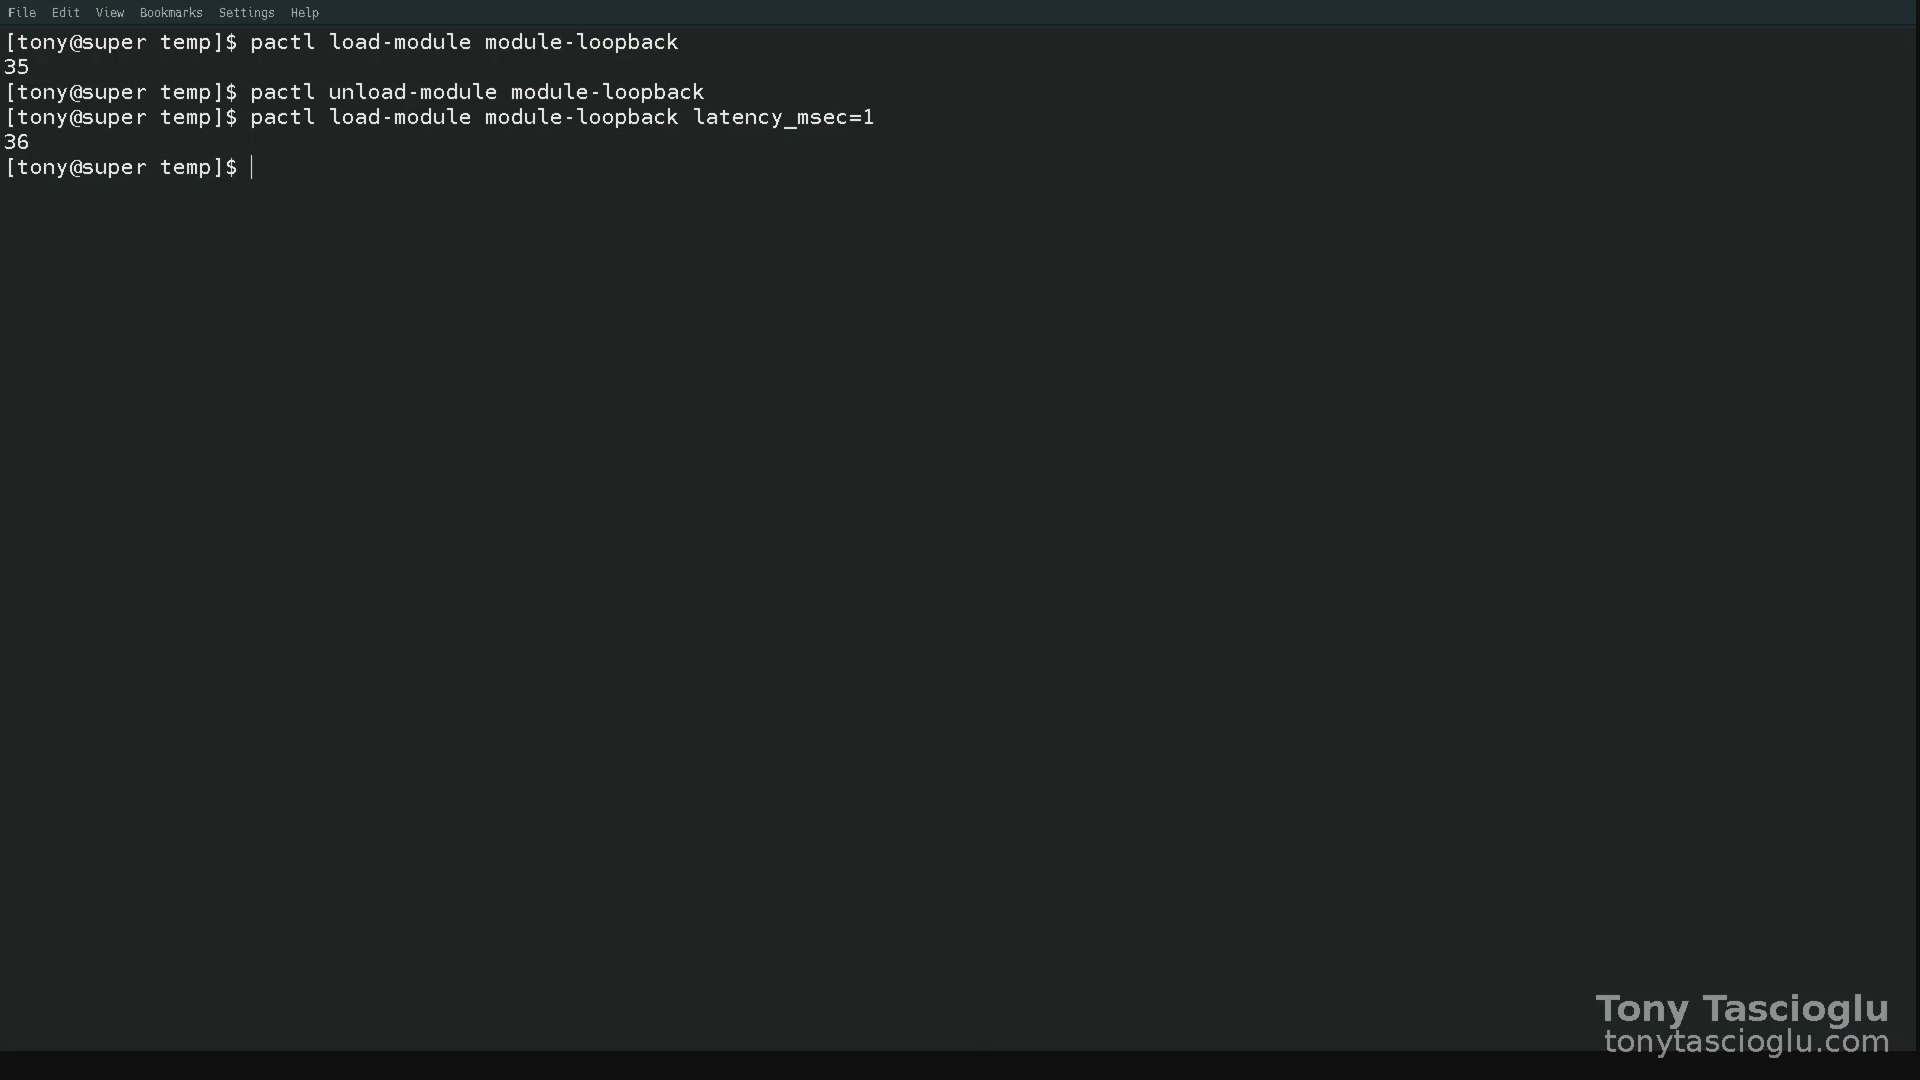 File Edit View Bookmarks Settings Help
[tony@super temp]$ pactl load-module module-loopback
35
[tony@super temp]$ pactl unload-module module-loopback
[tony@super temp]$ pactl load-module module-loopback latency_msec=1
36
[tony@super temp]$
Tony Tascioglu
tonytascioglu.com